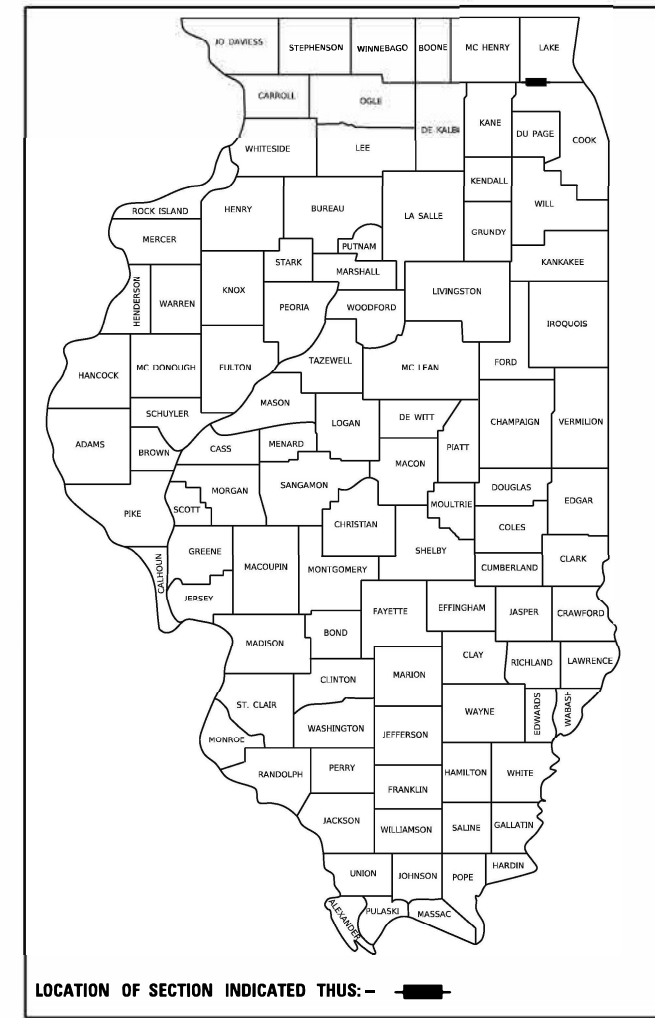 JO DAVIESS STEPHENSON WINNEBAGO BOONE MC HENRY LAKE
CARROLL OGLE DE KALB KANE DU PAGE COOK
WHITESIDE LEE
KENDALL
ROCK ISLAND HENRY BUREAU LA SALLE WILL
MERCER PUTNAM GRUNDY
STARK MARSHALL KANKAKEE
HENDERSON WARREN KNOX PEORIA WOODFORD LIVINGSTON IROQUOIS
HANCOCK MC DONOUGH FULTON TAZEWELL MC LEAN FORD
MASON
SCHUYLER LOGAN DE WITT CHAMPAIGN VERMILION
ADAMS BROWN CASS MENARD PIATT
MACON
MORGAN SANGAMON DOUGLAS EDGAR
PIKE SCOTT CHRISTIAN MOULTRIE COLES
GREENE SHELBY
CALHOUN MACOUPIN MONTGOMERY CUMBERLAND CLARK
JERSEY FAYETTE EFFINGHAM JASPER CRAWFORD
MADISON BOND
CLAY RICHLAND LAWRENCE
CLINTON MARION
ST. CLAIR WAYNE EDWARDS WABASH
MONROE WASHINGTON JEFFERSON
RANDOLPH PERRY HAMILTON WHITE
FRANKLIN
JACKSON WILLIAMSON SALINE GALLATIN
UNION JOHNSON POPE HARDIN
ALEXANDER PULASKI MASSAC
LOCATION OF SECTION INDICATED THUS: –